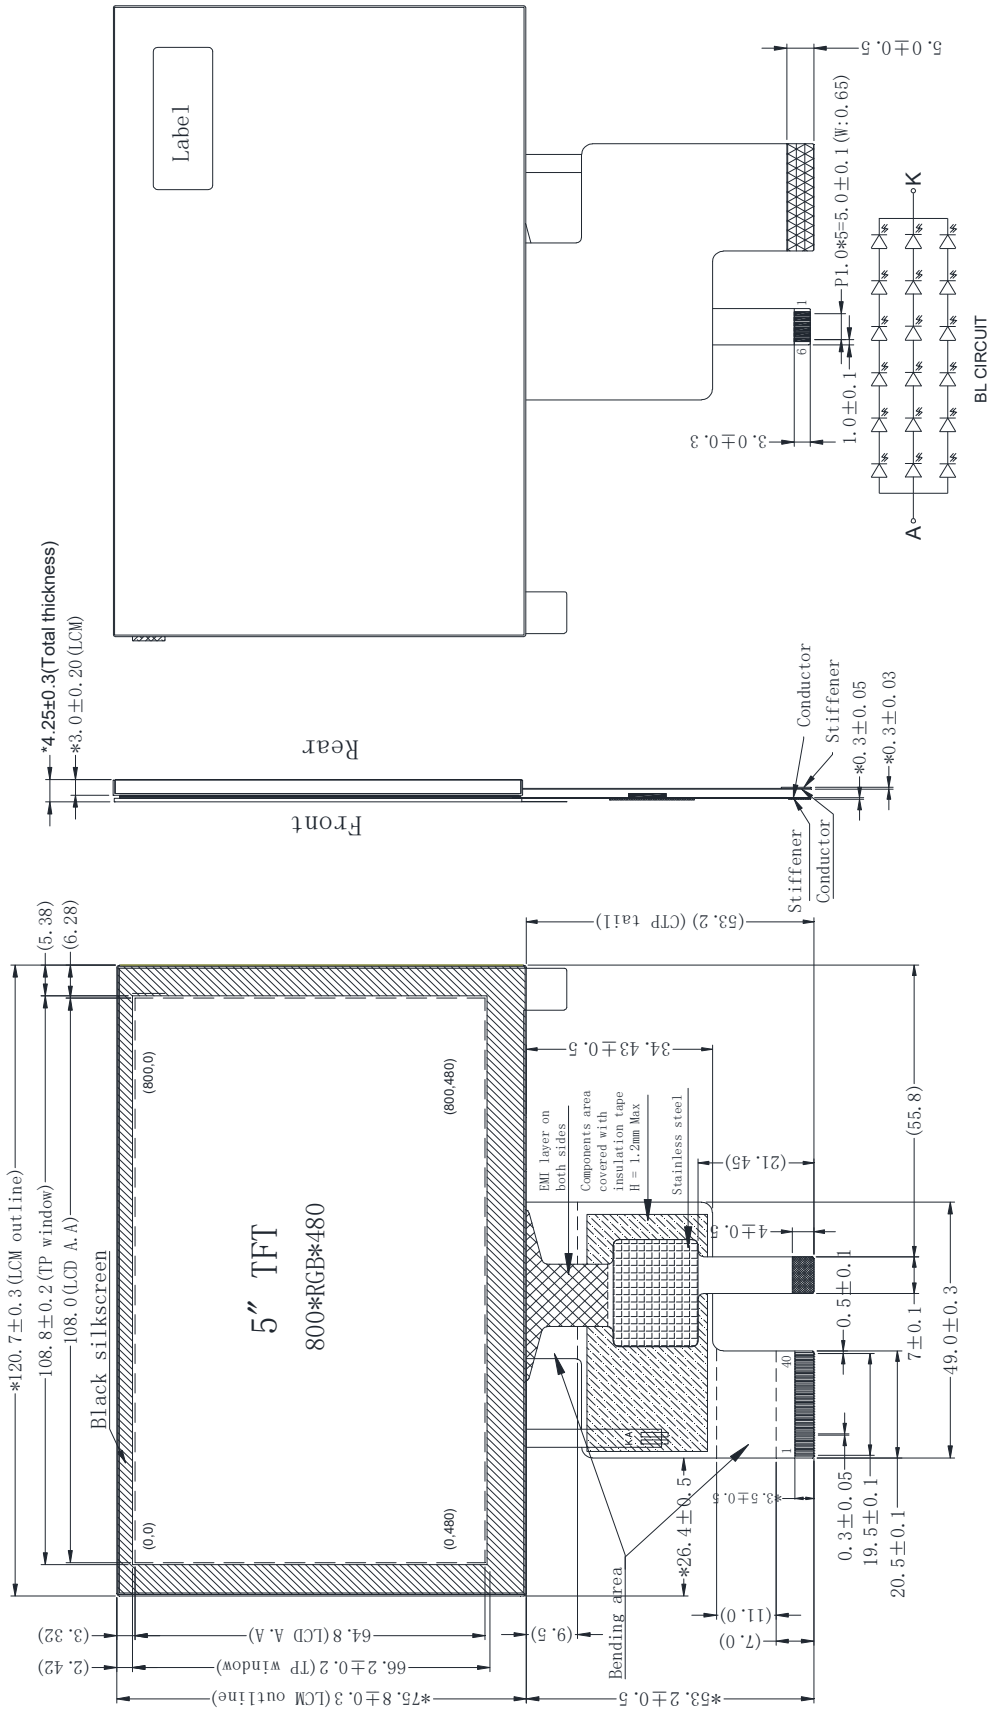 *120.7±0.3(LCM outline)
108.8±0.2(TP window)
108.0(LCD A.A)
(5.38)
(6.28)
Black silkscreen
(0,0)
(800,0)
5" TFT
800*RGB*480
(0,480)
(800,480)
(3.32)
(2.42)
64.8(LCD A.A)
66.2±0.2(TP window)
*75.8±0.3(LCM outline)
(9.5)
*53.2±0.5
(11.0)
(7.0)
Bending area
*26.4±0.5
*3.5±0.5
KA
1
40
EMI layer on
both sides
Components area
covered with
insulation tape
H = 1.2mm Max
Stainless steel
34.43±0.5
(53.2)(CTP tail)
(21.45)
4±0.5
0.5±0.1
7±0.1
(55.8)
49.0±0.3
0.3±0.05
19.5±0.1
20.5±0.1
*4.25±0.3(Total thickness)
*3.0±0.20(LCM)
Front
Rear
Stiffener
Conductor
Conductor
Stiffener
*0.3±0.05
*0.3±0.03
Label
6
1
3.0±0.3
1.0±0.1
P1.0*5=5.0±0.1(W:0.65)
5.0±0.5
A
K
BL CIRCUIT